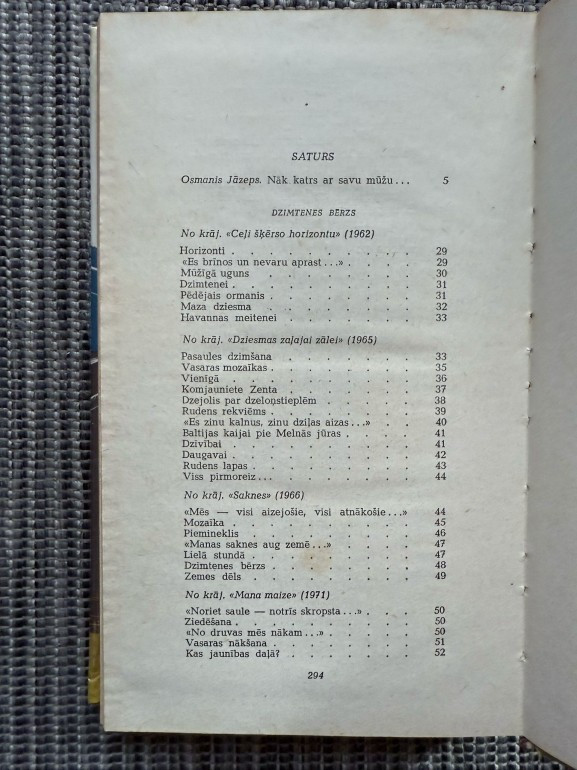 SATURS
Osmanis Jāzeps. Nāk katrs ar savu mūžu... 5
DZIMTENES BĒRZS
No krāj. «Ceļi šķērso horizontu» (1962)
Horizonti . . . . . . . . . 29
«Es brīnos un nevaru aprast...» . . . . 29
Mūžīgā uguns . . . . . . . . 30
Dzimtenei . . . . . . . . . 31
Pēdējais ormanis . . . . . . . 31
Maza dziesma . . . . . . . . 32
Havannas meitenei . . . . . . . 33
No krāj. «Dziesmas zaļajai zālei» (1965)
Pasaules dzimšana . . . . . . . 33
Vasaras mozaīkas . . . . . . . . 35
Vienīgā . . . . . . . . . 36
Komjauniete Zenta . . . . . . . 37
Dzejolis par dzeloņstieplēm . . . . . 38
Rudens rekviēms . . . . . . . 39
«Es zinu kalnus, zinu dziļas aizas...» . . 40
Baltijas kaijai pie Melnās jūras . . . . 41
Dzīvībai . . . . . . . . . 41
Daugavai . . . . . . . . . 42
Rudens lapas . . . . . . . . 43
Viss pirmoreiz... . . . . . . . . 44
No krāj. «Saknes» (1966)
«Mēs — visi aizejošie, visi atnākošie...» 44
Mozaīka . . . . . . . . . 45
Piemineklis . . . . . . . . 46
«Manas saknes aug zemē...» . . . . 47
Lielā stundā . . . . . . . . 47
Dzimtenes bērzs . . . . . . . 48
Zemes dēls . . . . . . . . 49
No krāj. «Mana maize» (1971)
«Noriet saule — notrīs skropsta...» . . . 50
Ziedēšana . . . . . . . . . 50
«No druvas mēs nākam...» . . . . . 50
Vasaras nākšana . . . . . . . 51
Kas jaunības daļā? . . . . . . . 52
294